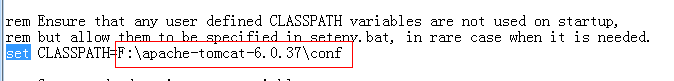 rem Ensure that any user defined CLASSPATH variables are not used on startup,
rem but allow them to be specified in setenv.bat, in rare case when it is needed.
set CLASSPATH=F:\apache-tomcat-6.0.37\conf